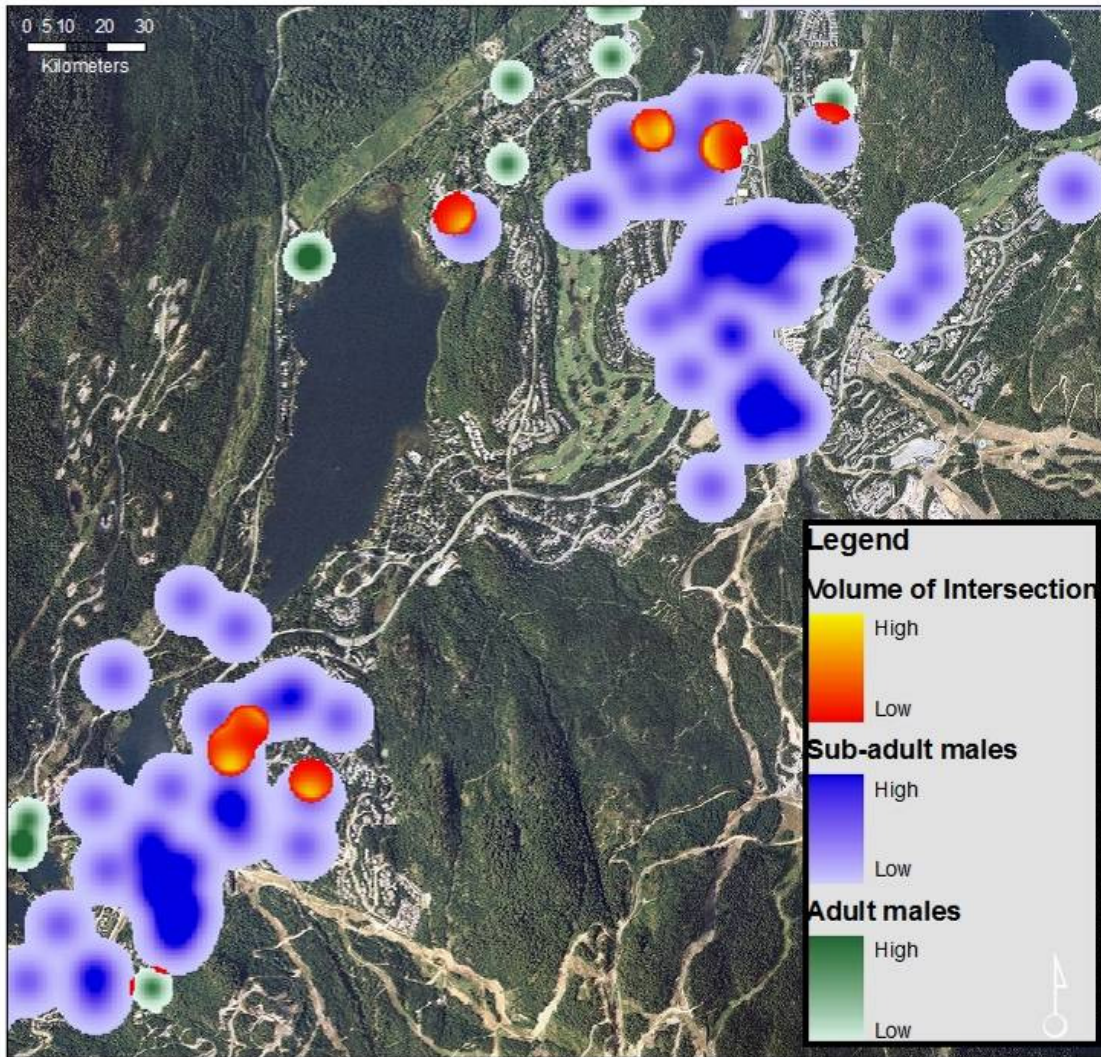 0 5 10 20 30
Kilometers
Legend
Volume of Intersection
High
Low
Sub-adult males
High
Low
Adult males
High
Low